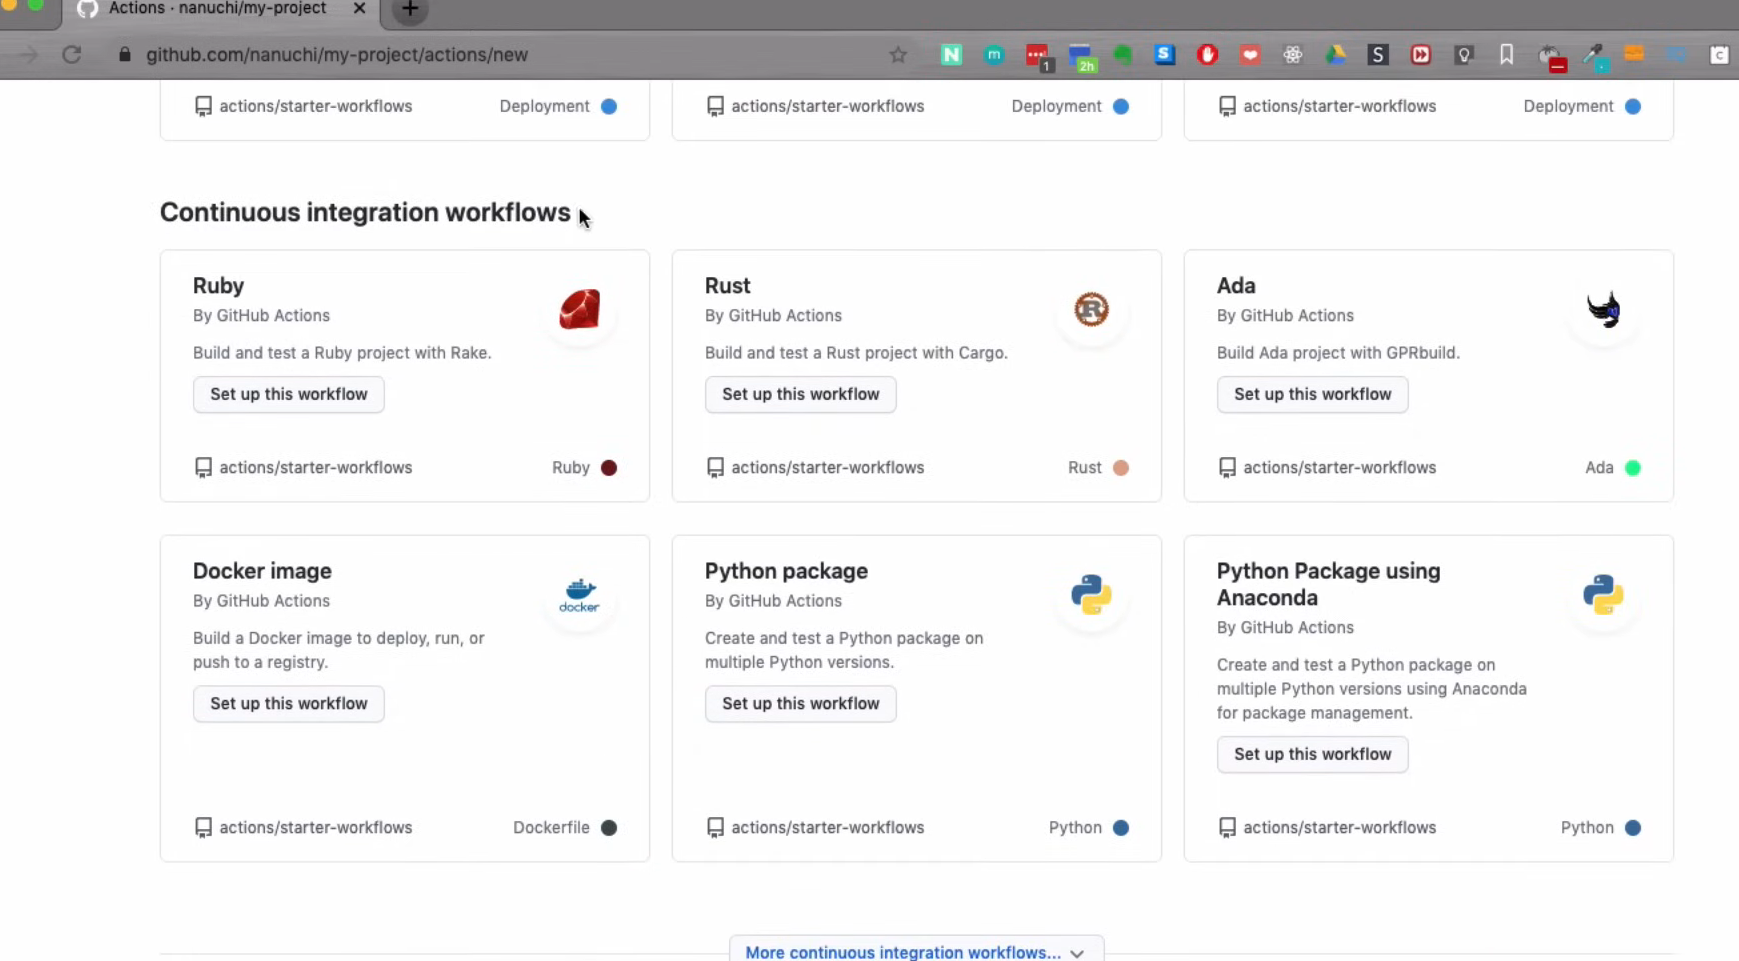 Actions · nanuchi/my-project
github.com/nanuchi/my-project/actions/new
1
2h
actions/starter-workflows Deployment
actions/starter-workflows Deployment
actions/starter-workflows Deployment
Continuous integration workflows
Ruby
By GitHub Actions
Build and test a Ruby project with Rake.
Set up this workflow
actions/starter-workflows Ruby
Rust
By GitHub Actions
Build and test a Rust project with Cargo.
Set up this workflow
actions/starter-workflows Rust
Ada
By GitHub Actions
Build Ada project with GPRbuild.
Set up this workflow
actions/starter-workflows Ada
Docker image
By GitHub Actions
docker
Build a Docker image to deploy, run, or
push to a registry.
Set up this workflow
actions/starter-workflows Dockerfile
Python package
By GitHub Actions
Create and test a Python package on
multiple Python versions.
Set up this workflow
actions/starter-workflows Python
Python Package using
Anaconda
By GitHub Actions
Create and test a Python package on
multiple Python versions using Anaconda
for package management.
Set up this workflow
actions/starter-workflows Python
More continuous integration workflows...